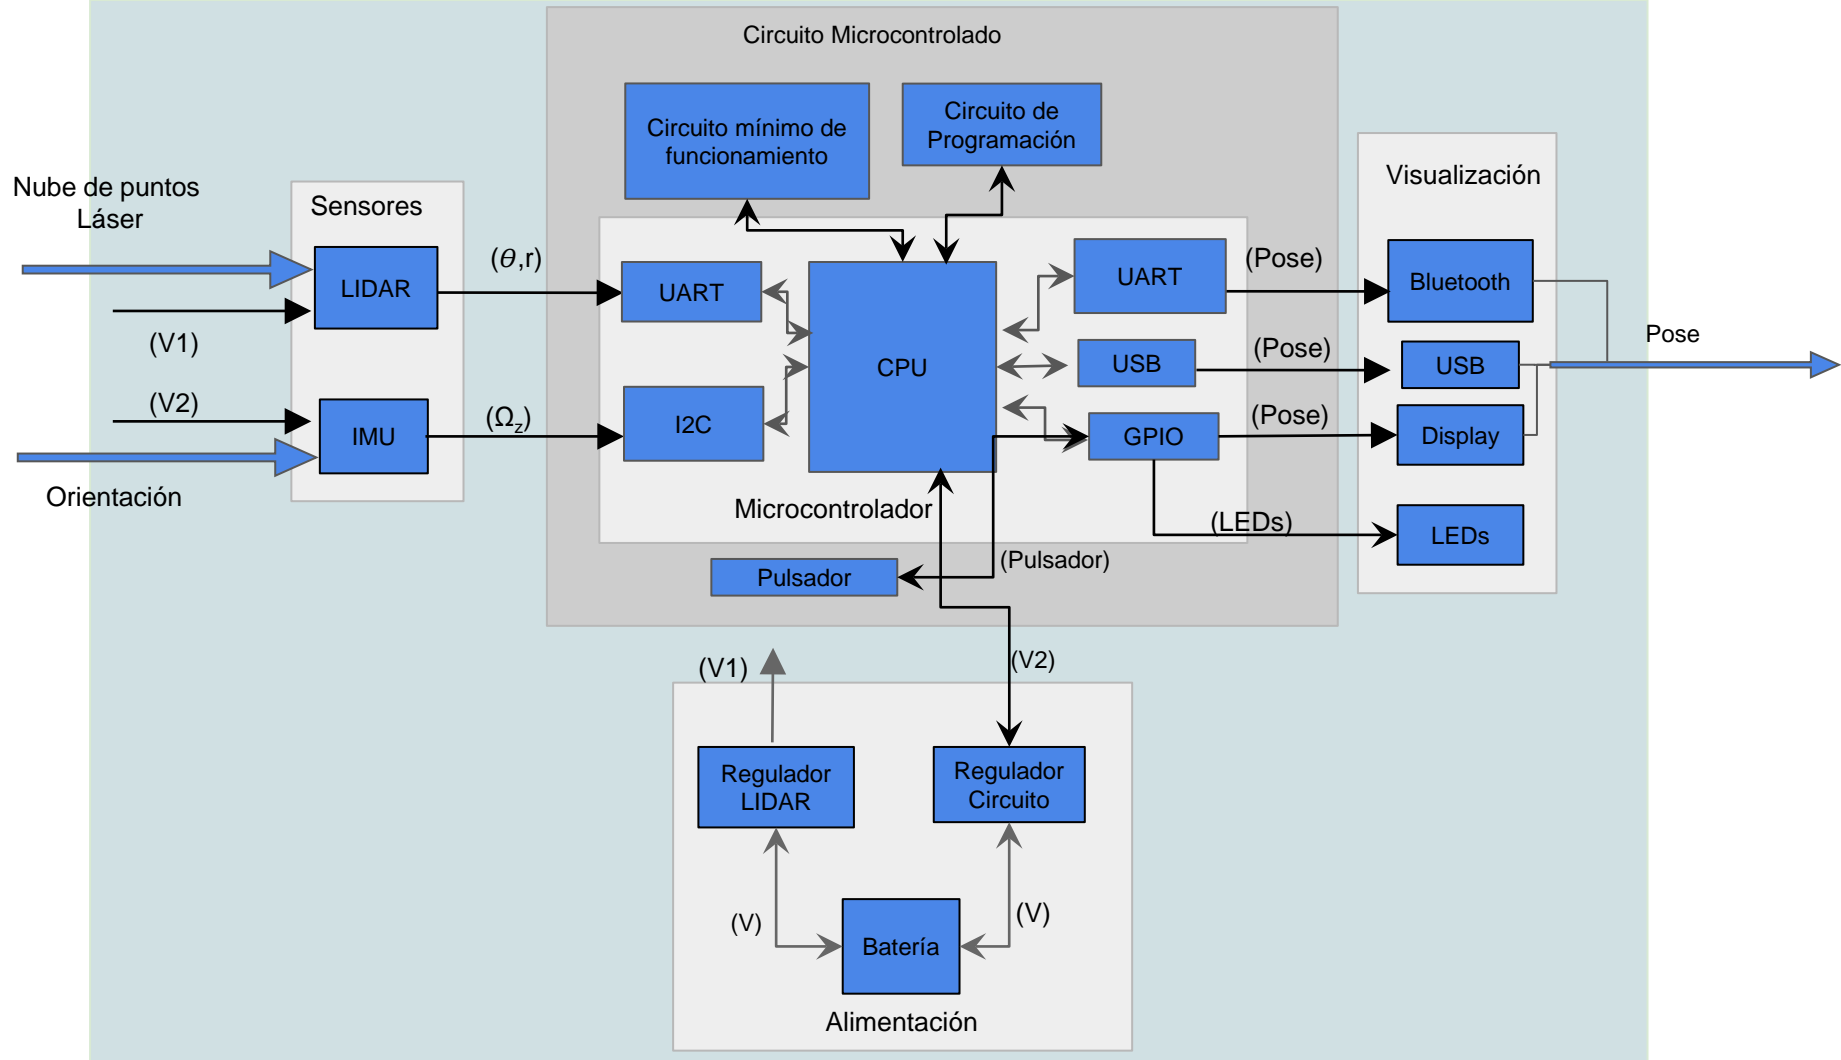 Circuito Microcontrolado
Circuito mínimo de
funcionamiento
Circuito de
Programación
Nube de puntos
Láser
Sensores
Visualización
LIDAR
(θ,r)
UART
CPU
UART
(Pose)
Bluetooth
(V1)
USB
(Pose)
USB
Pose
(V2)
IMU
(Ωz)
I2C
GPIO
(Pose)
Display
Orientación
Microcontrolador
(LEDs)
LEDs
Pulsador
(Pulsador)
(V1)
(V2)
Regulador
LIDAR
Regulador
Circuito
(V)
(V)
Batería
Alimentación